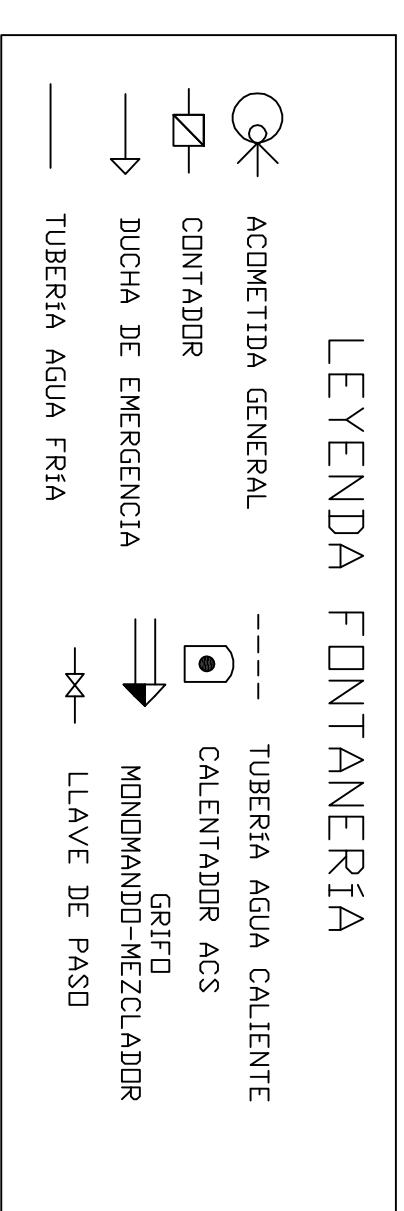 LEYENDA FONTANERÍA
ACOMETIDA GENERAL
CONTADOR
DUCHA DE EMERGENCIA
TUBERÍA AGUA FRÍA
TUBERÍA AGUA CALIENTE
CALENTADOR ACS
GRIFO
MONOMANDO-MEZCLADOR
LLAVE DE PASO